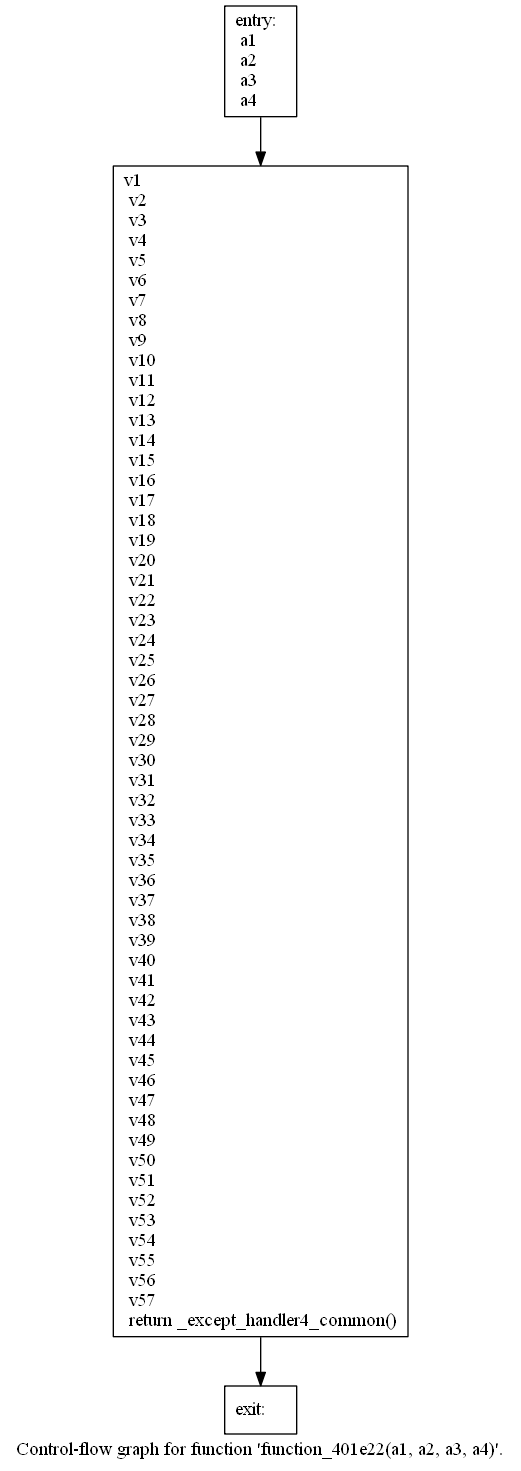 entry:
a1
a2
a3
a4
v1
v2
v3
v4
v5
v6
v7
v8
v9
v10
v11
v12
v13
v14
v15
v16
v17
v18
v19
v20
v21
v22
v23
v24
v25
v26
v27
v28
v29
v30
v31
v32
v33
v34
v35
v36
v37
v38
v39
v40
v41
v42
v43
v44
v45
v46
v47
v48
v49
v50
v51
v52
v53
v54
v55
v56
v57
return _except_handler4_common()
exit:
Control-flow graph for function 'function_401e22(a1, a2, a3, a4)'.